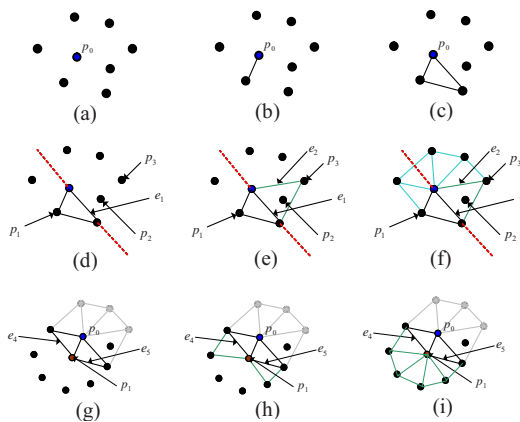 p0 p0 p0
(a) (b) (c)
e2 e2
p3 p3 p3
e1
p1 p2 p1 p2 p1 p2
(d) (e) (f)
e4 p0 e5 e4 p0 e5 e4 p0 e5
p1 p1 p1
(g) (h) (i)